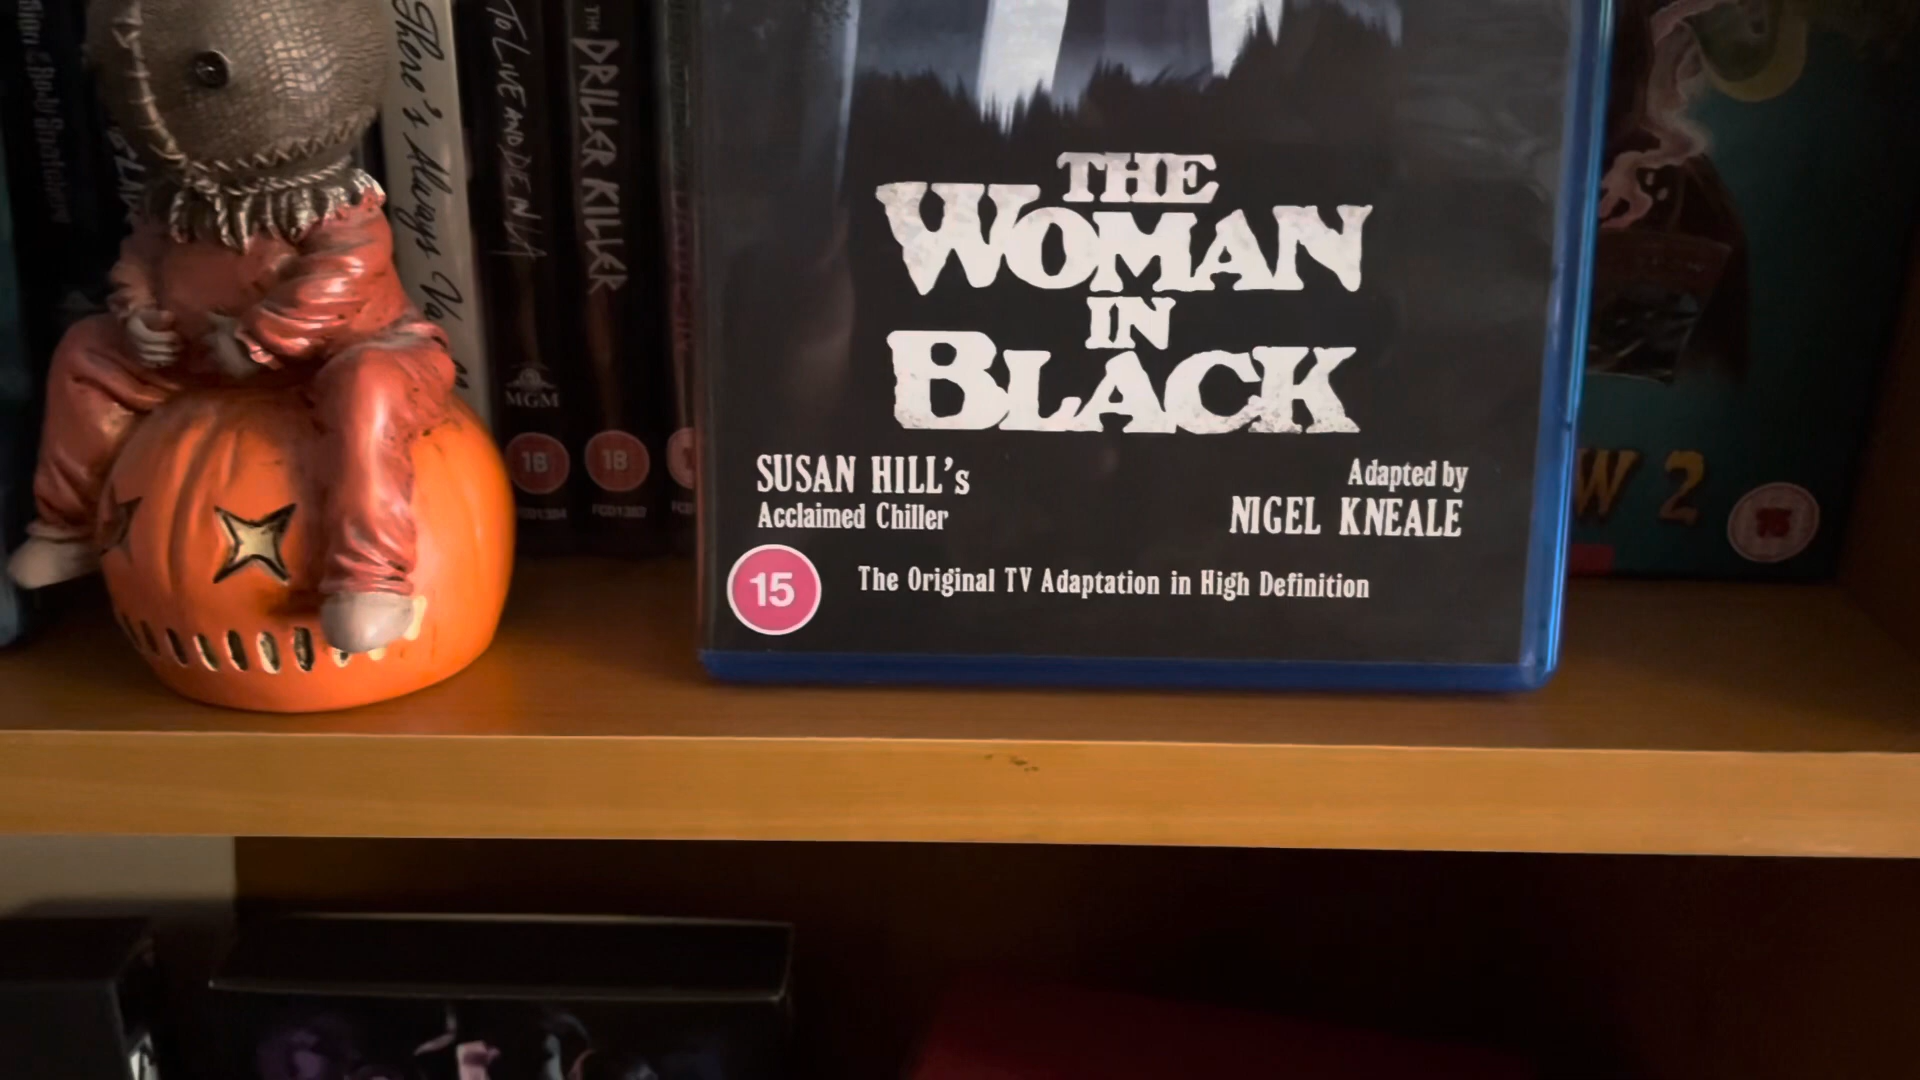 There's Always Va
To LIVE AND DIE IN LA
MGM
18
THE DRILLER KILLER
18
THE
WOMAN
IN
BLACK
SUSAN HILL's
Acclaimed Chiller
Adapted by
NIGEL KNEALE
15
The Original TV Adaptation in High Definition
W 2
15